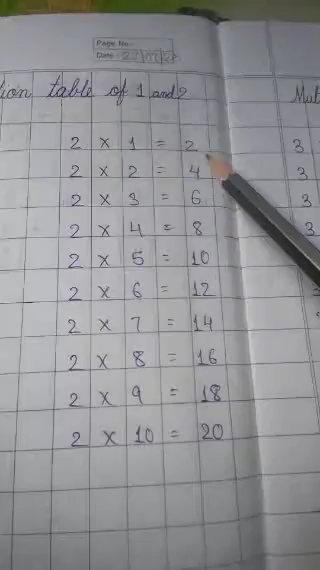 Page No.:
Date:
ion table of 1 and 2
2 × 1 = 2
2 × 2 = 4
2 × 3 = 6
2 × 4 = 8
2 × 5 = 10
2 × 6 = 12
2 × 7 = 14
2 × 8 = 16
2 × 9 = 18
2 × 10 = 20
Mut
3
3
3
3